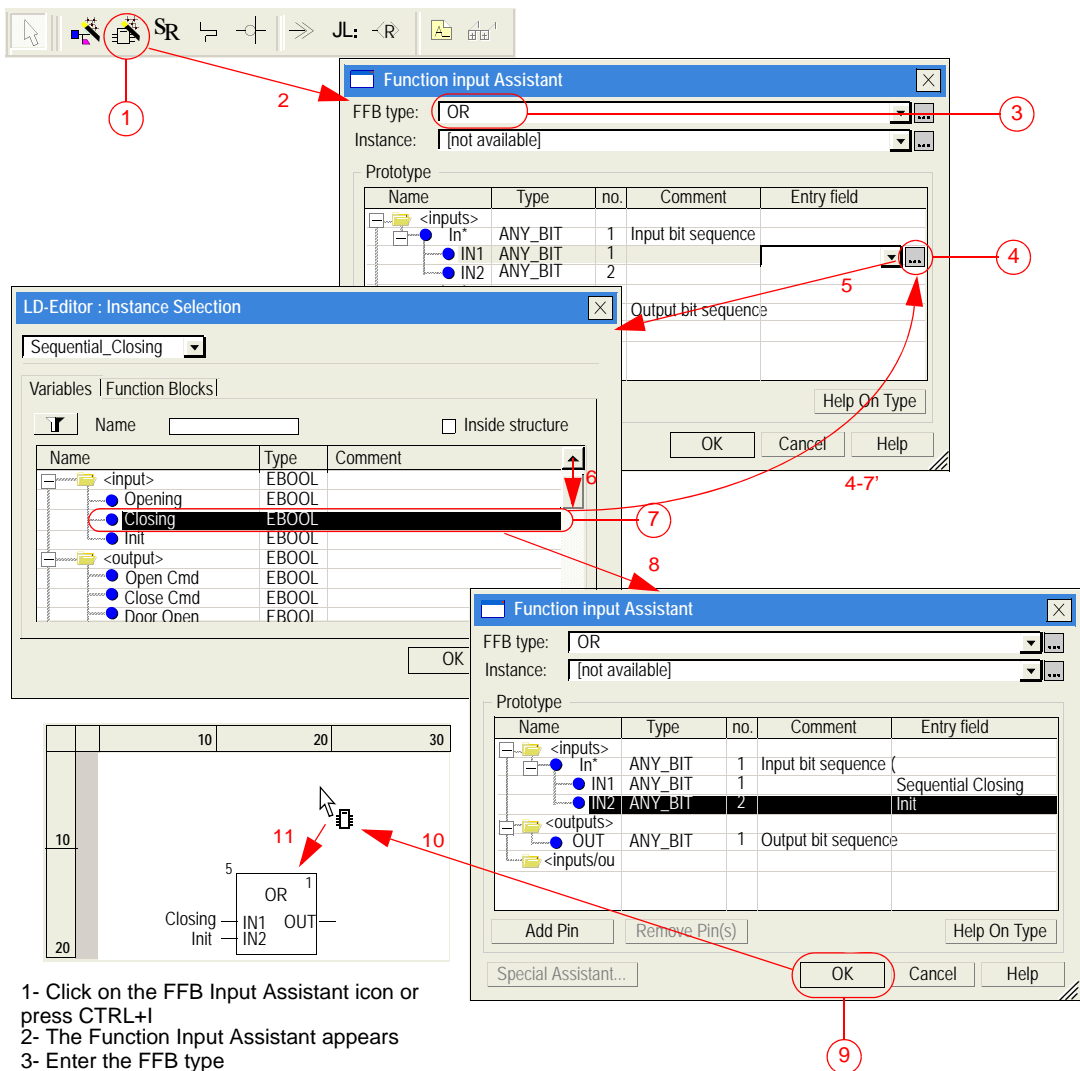 SR
JL:
R
1
2
Function input Assistant
FFB type: OR
3
Instance: [not available]
Prototype
Name Type no. Comment Entry field
<inputs>
In* ANY_BIT 1 Input bit sequence
IN1 ANY_BIT 1
4
IN2 ANY_BIT 2
5
Output bit sequence
Help On Type
OK Cancel Help
4-7'
LD-Editor : Instance Selection
Sequential_Closing
Variables Function Blocks
Name Inside structure
Name Type Comment
<input> EBOOL
6
Opening EBOOL
Closing EBOOL
7
Init EBOOL
<output> EBOOL
Open Cmd EBOOL
Close Cmd EBOOL
Door Open EBOOL
OK
8
Function input Assistant
FFB type: OR
Instance: [not available]
Prototype
Name Type no. Comment Entry field
<inputs>
In* ANY_BIT 1 Input bit sequence (
IN1 ANY_BIT 1 Sequential Closing
IN2 ANY_BIT 2 Init
<outputs>
OUT ANY_BIT 1 Output bit sequence
<inputs/ou
Add Pin Remove Pin(s) Help On Type
Special Assistant... OK Cancel Help
9
10 20 30
10
11
10
5 1
OR
Closing IN1 OUT
Init IN2
20
1- Click on the FFB Input Assistant icon or
press CTRL+I
2- The Function Input Assistant appears
3- Enter the FFB type